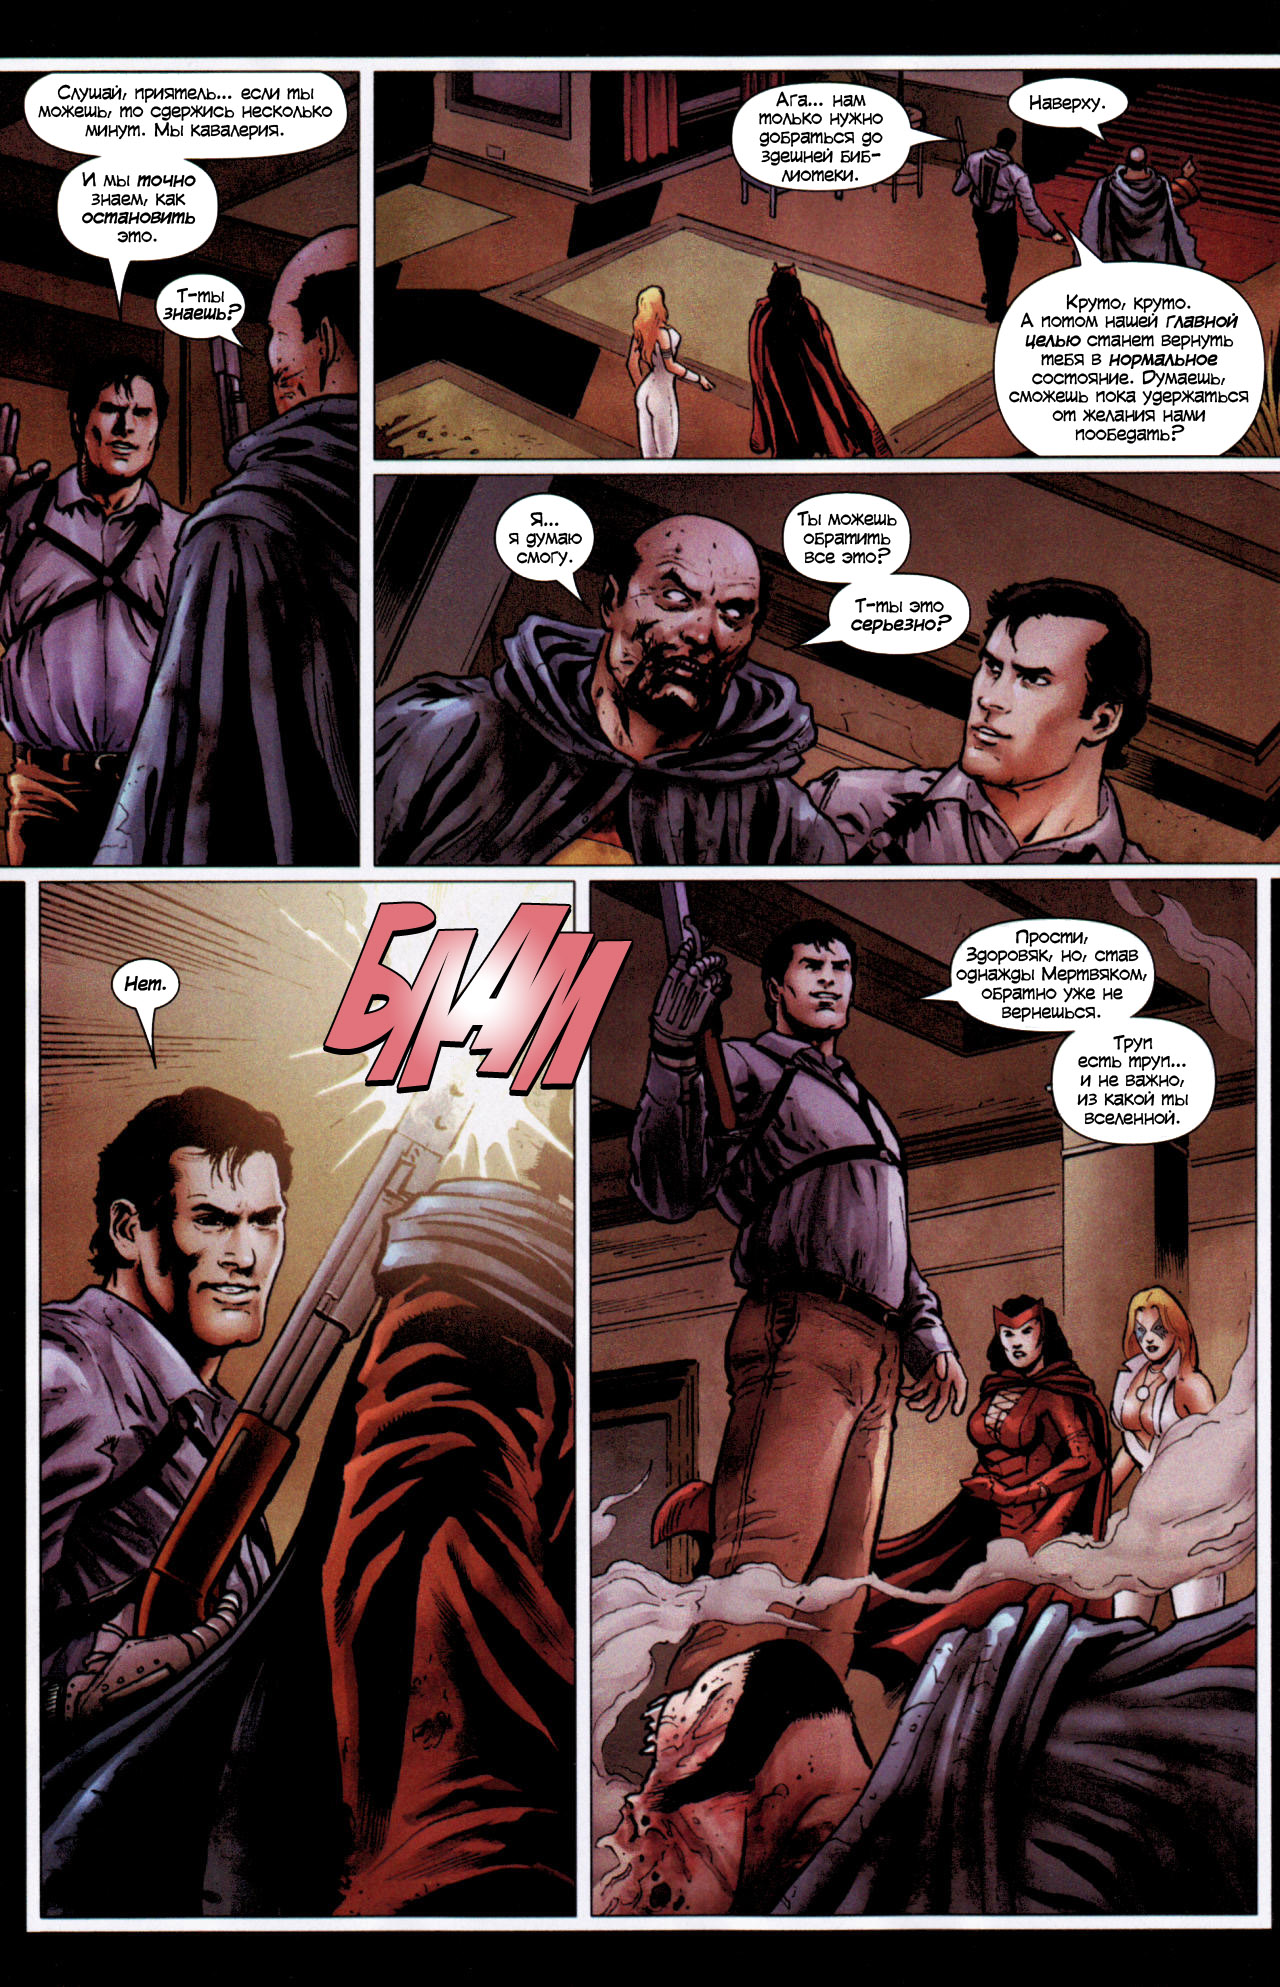 Слушай, приятель... если ты
можешь, то сдержись несколько
минут. Мы кавалерия.
И мы точно
знаем, как
остановить
это.
Т-ты
знаешь?
Ага... нам
только нужно
добраться до
здешней биб-
лиотеки.
Наверху.
Круто, круто.
А потом нашей главной
целью станет вернуть
тебя в нормальное
состояние. Думаешь,
сможешь пока удержаться
от желания нами
пообедать?
Я...
я думаю
смогу.
Ты можешь
обратить
все это?
Т-ты это
серьезно?
Нет.
БЛАМ
Прости,
Здоровяк, но, став
однажды Мертвяком,
обратно уже не
вернешься.
Труп
есть труп...
и не важно,
из какой ты
вселенной.